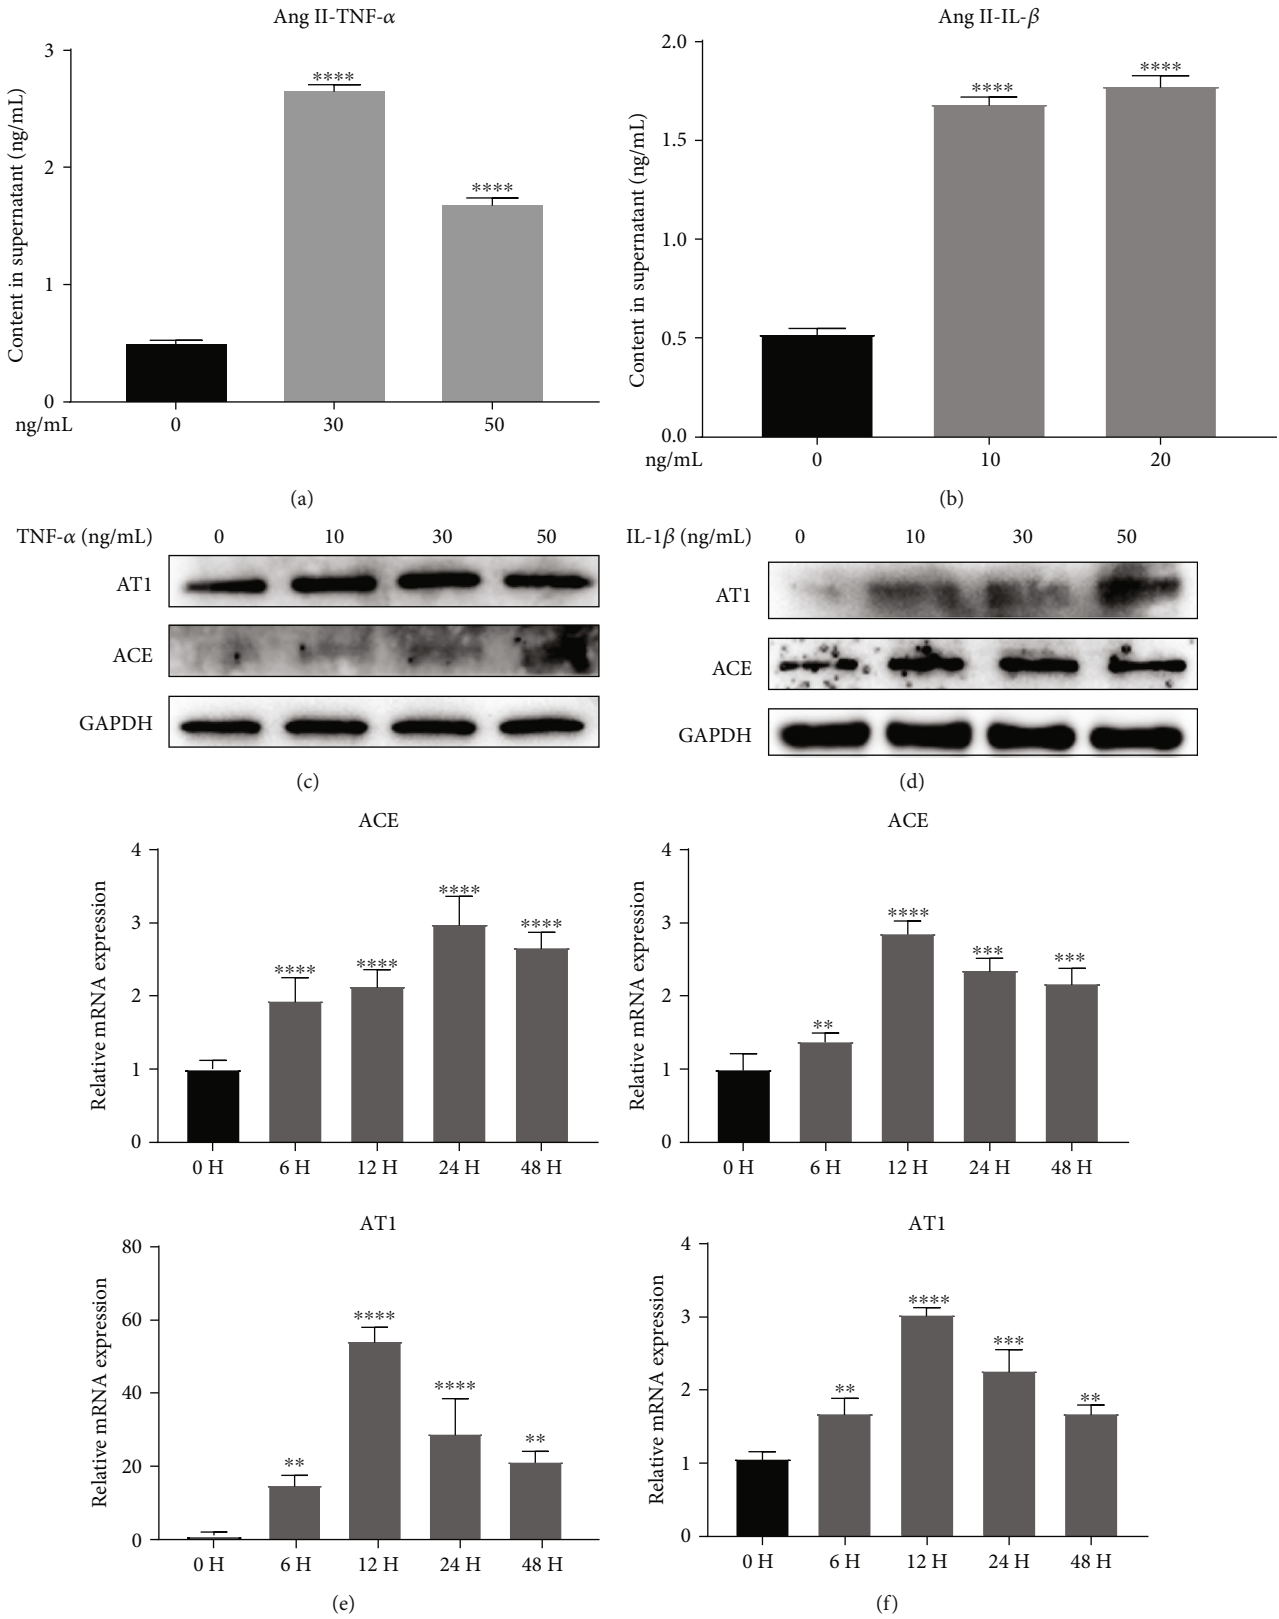 Ang II-TNF-α
Content in supernatant (ng/mL)
3
2
1
0
****
****
ng/mL 0 30 50
(a)
Ang II-IL-β
Content in supernatant (ng/mL)
2.0
1.5
1.0
0.5
0.0
****
****
ng/mL 0 10 20
(b)
TNF-α (ng/mL) 0 10 30 50
AT1
ACE
GAPDH
(c)
IL-1β (ng/mL) 0 10 30 50
AT1
ACE
GAPDH
(d)
ACE
Relative mRNA expression
4
3
2
1
0
****
****
****
****
0 H 6 H 12 H 24 H 48 H
AT1
Relative mRNA expression
80
60
40
20
0
**
****
****
**
0 H 6 H 12 H 24 H 48 H
(e)
ACE
Relative mRNA expression
4
3
2
1
0
**
****
***
***
0 H 6 H 12 H 24 H 48 H
AT1
Relative mRNA expression
4
3
2
1
0
**
****
***
**
0 H 6 H 12 H 24 H 48 H
(f)